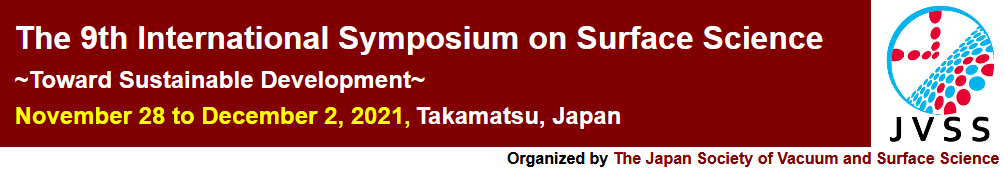 The 9th International Symposium on Surface Science
~Toward Sustainable Development~
November 28 to December 2, 2021, Takamatsu, Japan
JVSS
Organized by The Japan Society of Vacuum and Surface Science